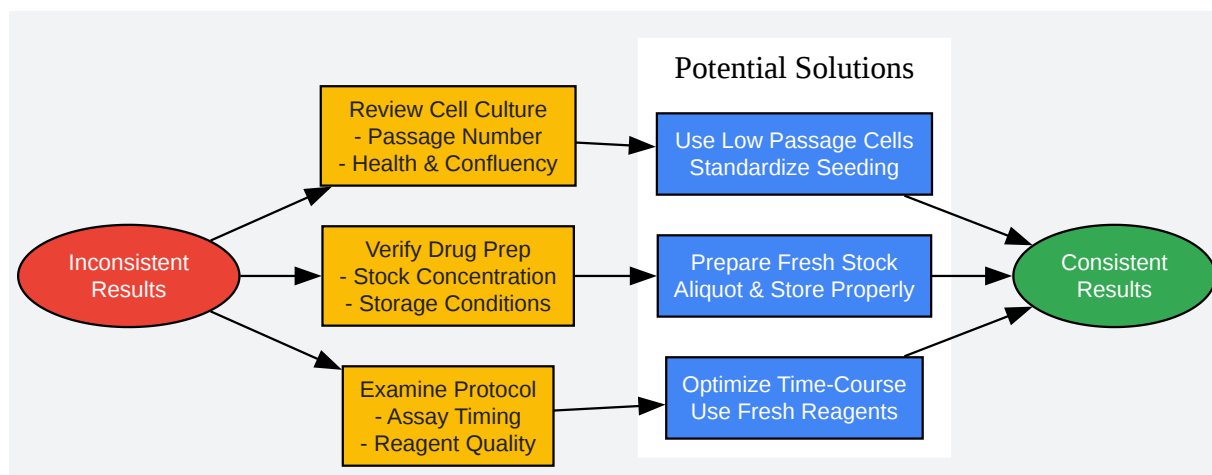 Potential Solutions
Review Cell Culture
- Passage Number
- Health & Confluency
Use Low Passage Cells
Standardize Seeding
Inconsistent
Results
Verify Drug Prep
- Stock Concentration
- Storage Conditions
Prepare Fresh Stock
Aliquot & Store Properly
Consistent
Results
Examine Protocol
- Assay Timing
- Reagent Quality
Optimize Time-Course
Use Fresh Reagents